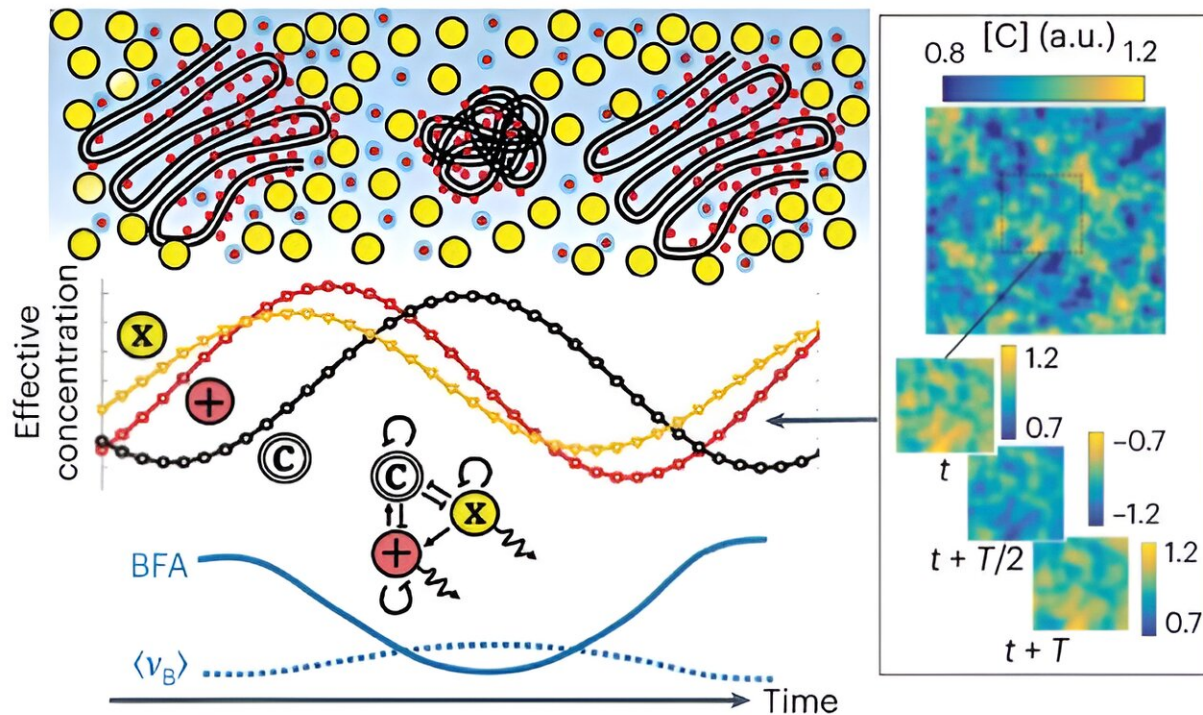 [C] (a.u.)
0.8
1.2
Effective
concentration
X
+
C
C
X
+
BFA
⟨νB⟩
Time
1.2
0.7
t
−0.7
−1.2
t + T/2
1.2
0.7
t + T